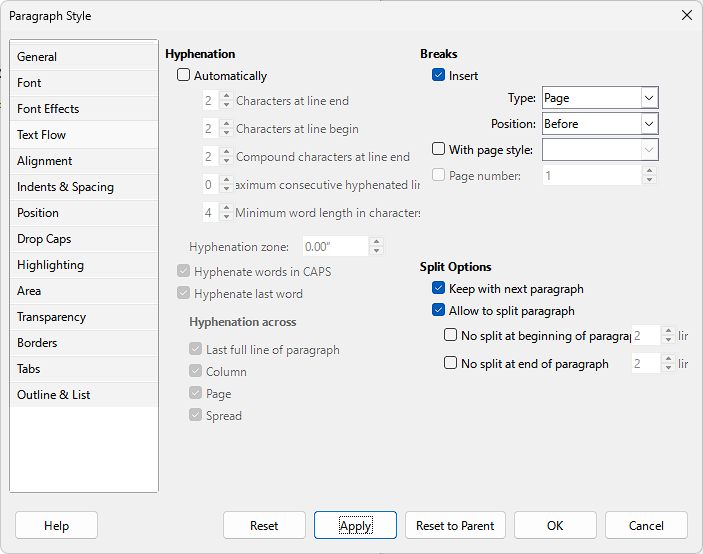 Paragraph Style
General
Font
Font Effects
Text Flow
Alignment
Indents & Spacing
Position
Drop Caps
Highlighting
Area
Transparency
Borders
Tabs
Outline & List
Hyphenation
Automatically
2 Characters at line end
2 Characters at line begin
2 Compound characters at line end
0 aximum consecutive hyphenated lin
4 Minimum word length in characters
Hyphenation zone: 0.00"
Hyphenate words in CAPS
Hyphenate last word
Hyphenation across
Last full line of paragraph
Column
Page
Spread
Breaks
Insert
Type: Page
Position: Before
With page style:
Page number: 1
Split Options
Keep with next paragraph
Allow to split paragraph
No split at beginning of paragra 2 lir
No split at end of paragraph 2 lir
Help
Reset
Apply
Reset to Parent
OK
Cancel